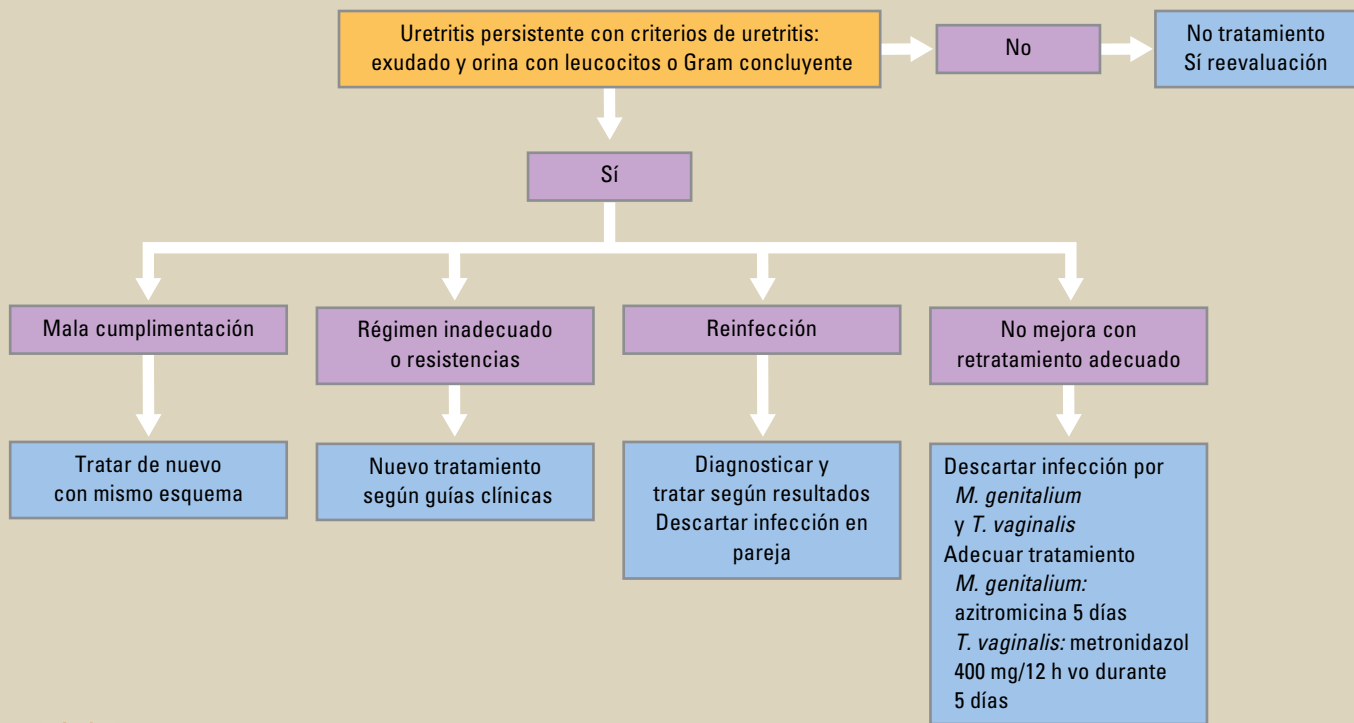 Uretritis persistente con criterios de uretritis:
exudado y orina con leucocitos o Gram concluyente
No
No tratamiento
Sí reevaluación
Sí
Mala cumplimentación
Régimen inadecuado
o resistencias
Reinfección
No mejora con
retratamiento adecuado
Tratar de nuevo
con mismo esquema
Nuevo tratamiento
según guías clínicas
Diagnosticar y
tratar según resultados
Descartar infección en
pareja
Descartar infección por
M. genitalium
y T. vaginalis
Adecuar tratamiento
M. genitalium:
azitromicina 5 días
T. vaginalis: metronidazol
400 mg/12 h vo durante
5 días